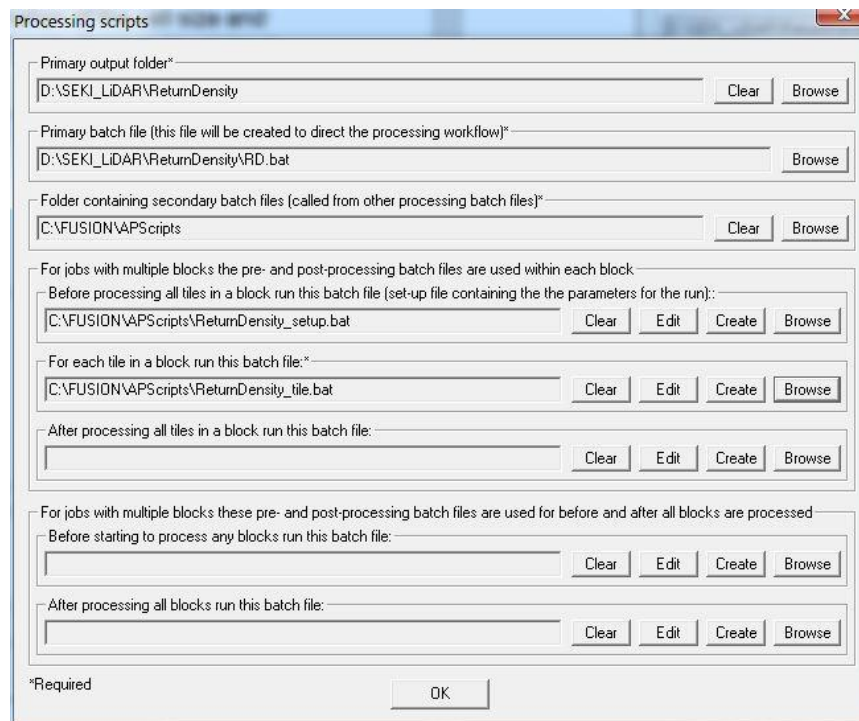 size and
Processing scripts
Primary output folder*
D:\SEKI_LiDAR\ReturnDensity Clear Browse
Primary batch file (this file will be created to direct the processing workflow)*
D:\SEKI_LiDAR\ReturnDensity\RD.bat Browse
Folder containing secondary batch files (called from other processing batch files)*
C:\FUSION\APScripts Clear Browse
For jobs with multiple blocks the pre- and post-processing batch files are used within each block
Before processing all tiles in a block run this batch file (set-up file containing the the parameters for the run)::
C:\FUSION\APScripts\ReturnDensity_setup.bat Clear Edit Create Browse
For each tile in a block run this batch file:*
C:\FUSION\APScripts\ReturnDensity_tile.bat Clear Edit Create Browse
After processing all tiles in a block run this batch file:
Clear Edit Create Browse
For jobs with multiple blocks these pre- and post-processing batch files are used for before and after all blocks are processed
Before starting to process any blocks run this batch file:
Clear Edit Create Browse
After processing all blocks run this batch file:
Clear Edit Create Browse
*Required OK